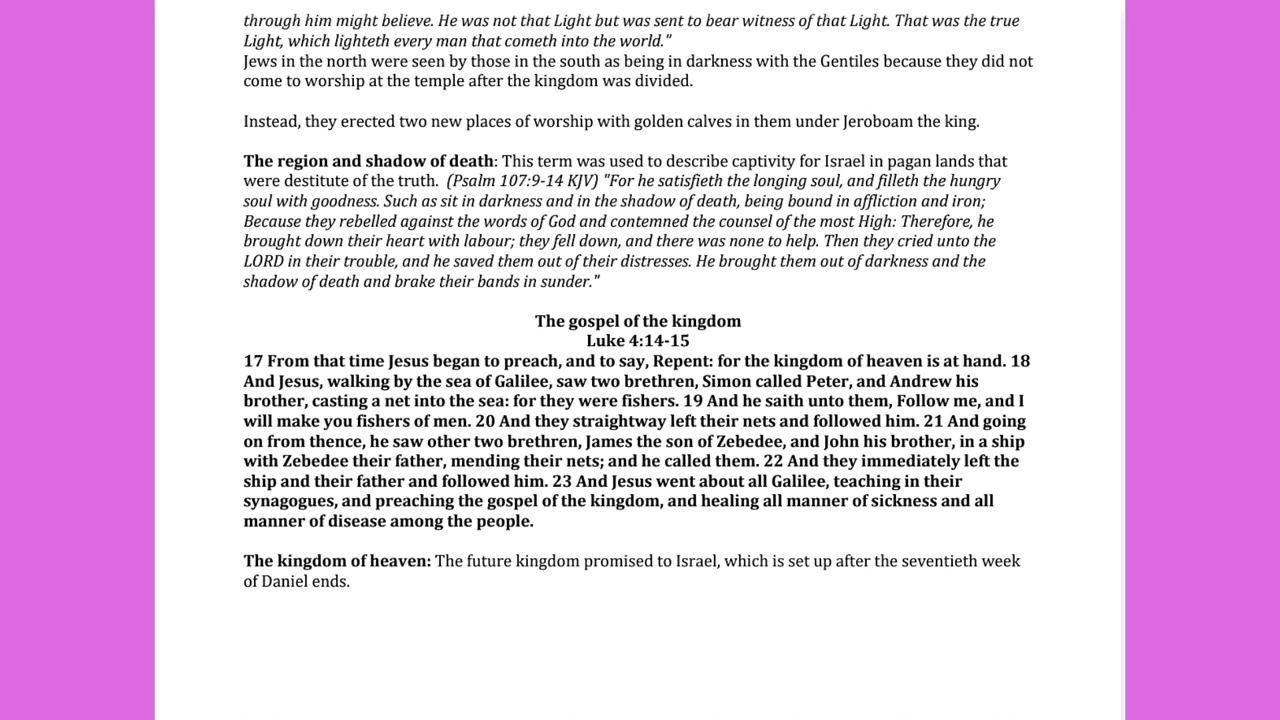 through him might believe. He was not that Light but was sent to bear witness of that Light. That was the true
Light, which lighteth every man that cometh into the world."
Jews in the north were seen by those in the south as being in darkness with the Gentiles because they did not
come to worship at the temple after the kingdom was divided.
Instead, they erected two new places of worship with golden calves in them under Jeroboam the king.
The region and shadow of death: This term was used to describe captivity for Israel in pagan lands that
were destitute of the truth. (Psalm 107:9-14 KJV) "For he satisfieth the longing soul, and filleth the hungry
soul with goodness. Such as sit in darkness and in the shadow of death, being bound in affliction and iron;
Because they rebelled against the words of God and contemned the counsel of the most High: Therefore, he
brought down their heart with labour; they fell down, and there was none to help. Then they cried unto the
LORD in their trouble, and he saved them out of their distresses. He brought them out of darkness and the
shadow of death and brake their bands in sunder."
The gospel of the kingdom
Luke 4:14-15
17 From that time Jesus began to preach, and to say, Repent: for the kingdom of heaven is at hand. 18
And Jesus, walking by the sea of Galilee, saw two brethren, Simon called Peter, and Andrew his
brother, casting a net into the sea: for they were fishers. 19 And he saith unto them, Follow me, and I
will make you fishers of men. 20 And they straightway left their nets and followed him. 21 And going
on from thence, he saw other two brethren, James the son of Zebedee, and John his brother, in a ship
with Zebedee their father, mending their nets; and he called them. 22 And they immediately left the
ship and their father and followed him. 23 And Jesus went about all Galilee, teaching in their
synagogues, and preaching the gospel of the kingdom, and healing all manner of sickness and all
manner of disease among the people.
The kingdom of heaven: The future kingdom promised to Israel, which is set up after the seventieth week
of Daniel ends.